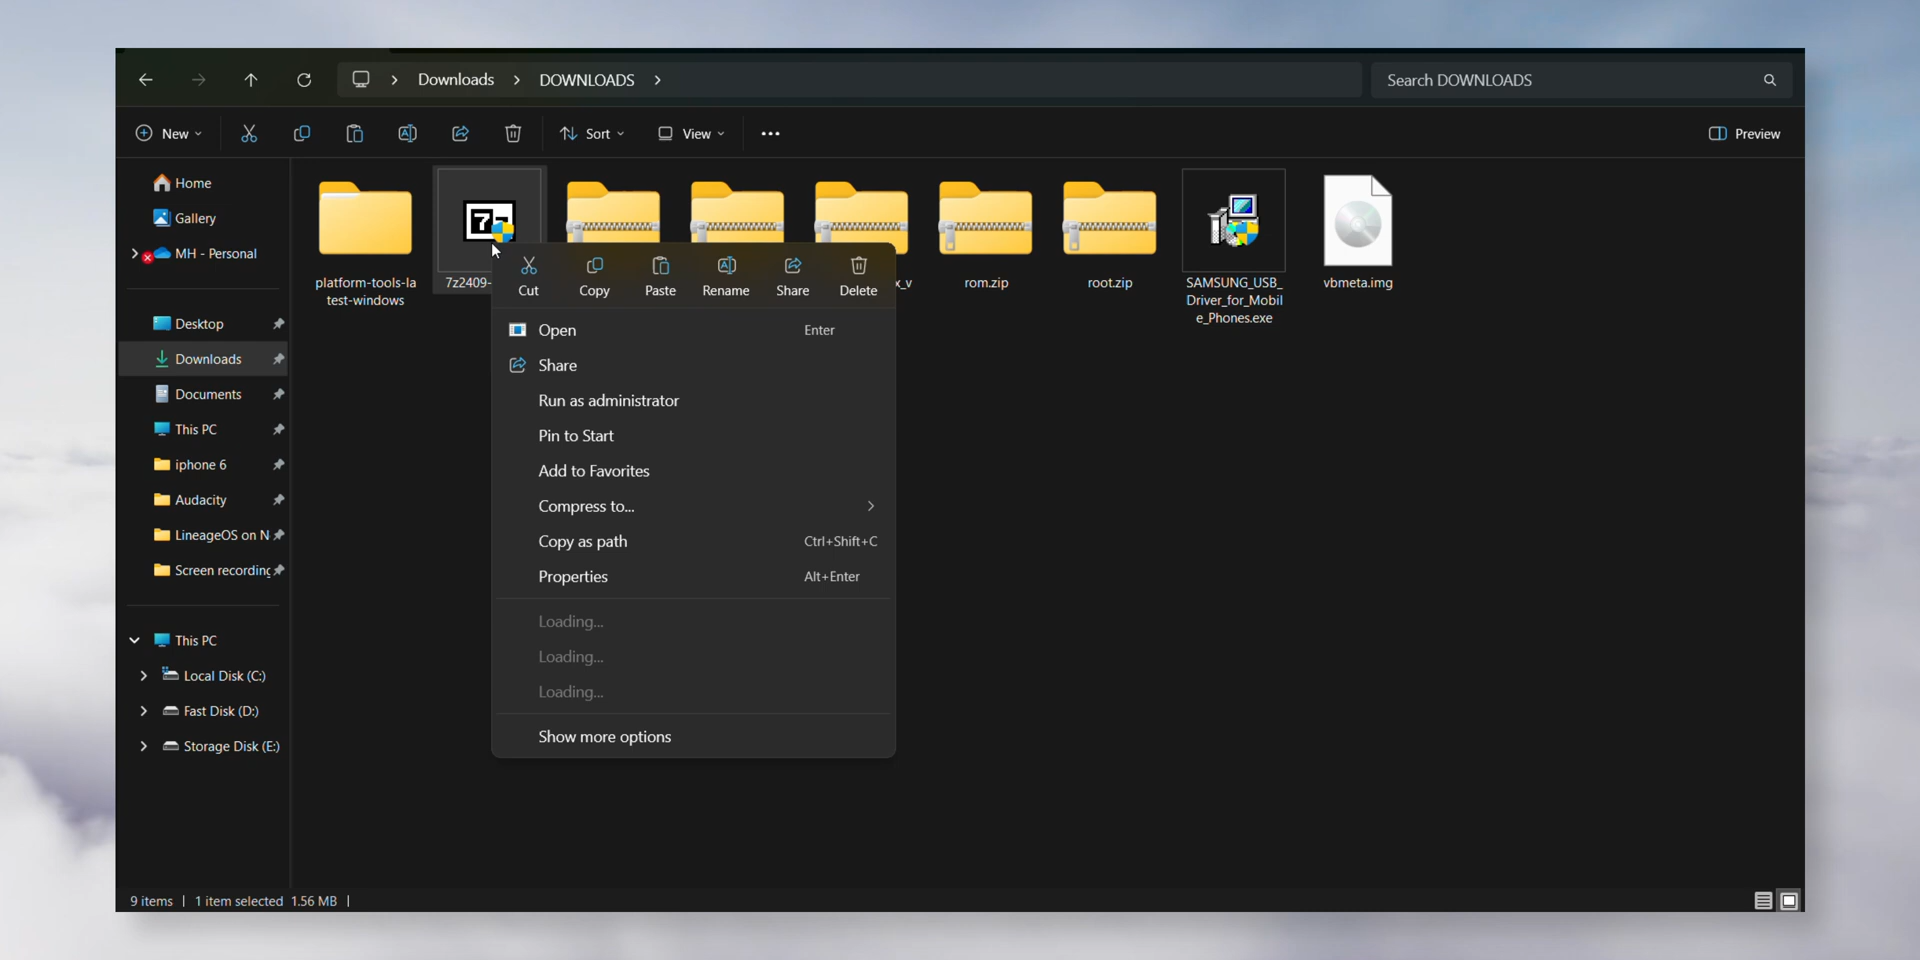 Downloads
DOWNLOADS
Search DOWNLOADS
New
Sort
View
Preview
Home
Gallery
MH - Personal
Desktop
Downloads
Documents
This PC
iphone 6
Audacity
LineageOS on N
Screen recording
This PC
Local Disk (C:)
Fast Disk (D:)
Storage Disk (E:)
platform-tools-la
test-windows
7z2409-
x_v
rom.zip
root.zip
SAMSUNG_USB_
Driver_for_Mobil
e_Phones.exe
vbmeta.img
Cut
Copy
Paste
Rename
Share
Delete
Open Enter
Share
Run as administrator
Pin to Start
Add to Favorites
Compress to...
Copy as path Ctrl+Shift+C
Properties Alt+Enter
Loading...
Loading...
Loading...
Show more options
9 items | 1 item selected 1.56 MB |